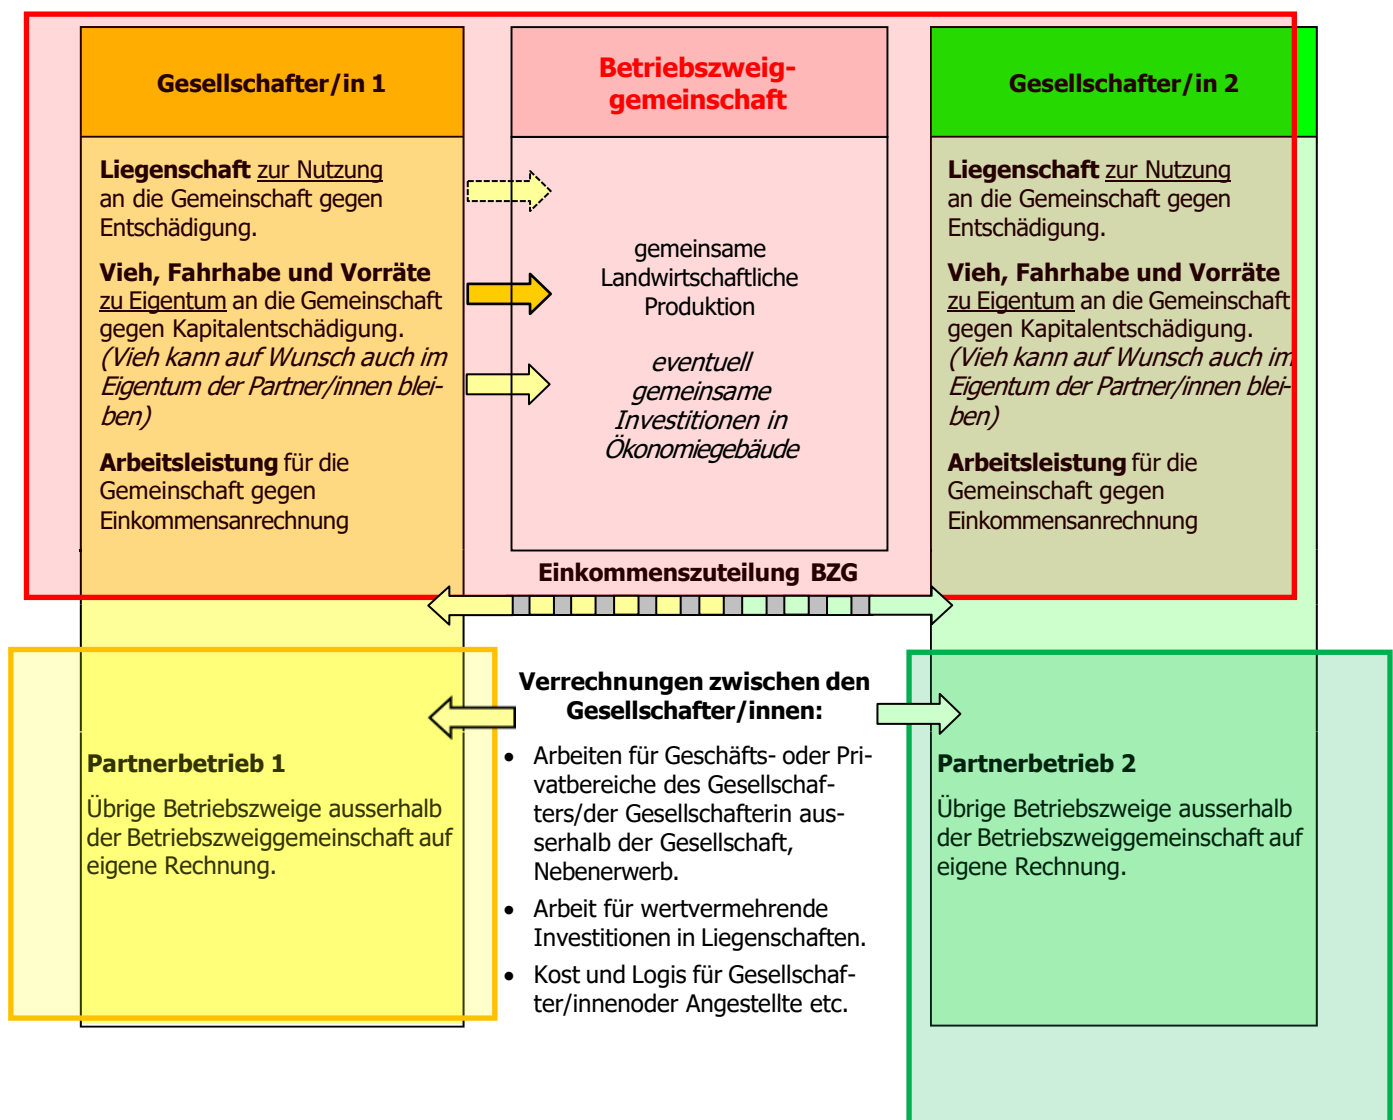 Gesellschafter/in 1
Betriebszweig-
gemeinschaft
Gesellschafter/in 2
Liegenschaft zur Nutzung
an die Gemeinschaft gegen
Entschädigung.
Vieh, Fahrhabe und Vorräte
zu Eigentum an die Gemeinschaft
gegen Kapitalentschädigung.
(Vieh kann auf Wunsch auch im
Eigentum der Partner/innen blei-
ben)
Arbeitsleistung für die
Gemeinschaft gegen
Einkommensanrechnung
gemeinsame
Landwirtschaftliche
Produktion
eventuell
gemeinsame
Investitionen in
Ökonomiegebäude
Liegenschaft zur Nutzung
an die Gemeinschaft gegen
Entschädigung.
Vieh, Fahrhabe und Vorräte
zu Eigentum an die Gemeinschaft
gegen Kapitalentschädigung.
(Vieh kann auf Wunsch auch im
Eigentum der Partner/innen blei-
ben)
Arbeitsleistung für die
Gemeinschaft gegen
Einkommensanrechnung
Einkommenszuteilung BZG
Partnerbetrieb 1
Übrige Betriebszweige ausserhalb
der Betriebszweiggemeinschaft auf
eigene Rechnung.
Verrechnungen zwischen den
Gesellschafter/innen:
• Arbeiten für Geschäfts- oder Pri-
vatbereiche des Gesellschaf-
ters/der Gesellschafterin aus-
serhalb der Gesellschaft,
Nebenerwerb.
• Arbeit für wertvermehrende
Investitionen in Liegenschaften.
• Kost und Logis für Gesellschaf-
ter/innenoder Angestellte etc.
Partnerbetrieb 2
Übrige Betriebszweige ausserhalb
der Betriebszweiggemeinschaft auf
eigene Rechnung.